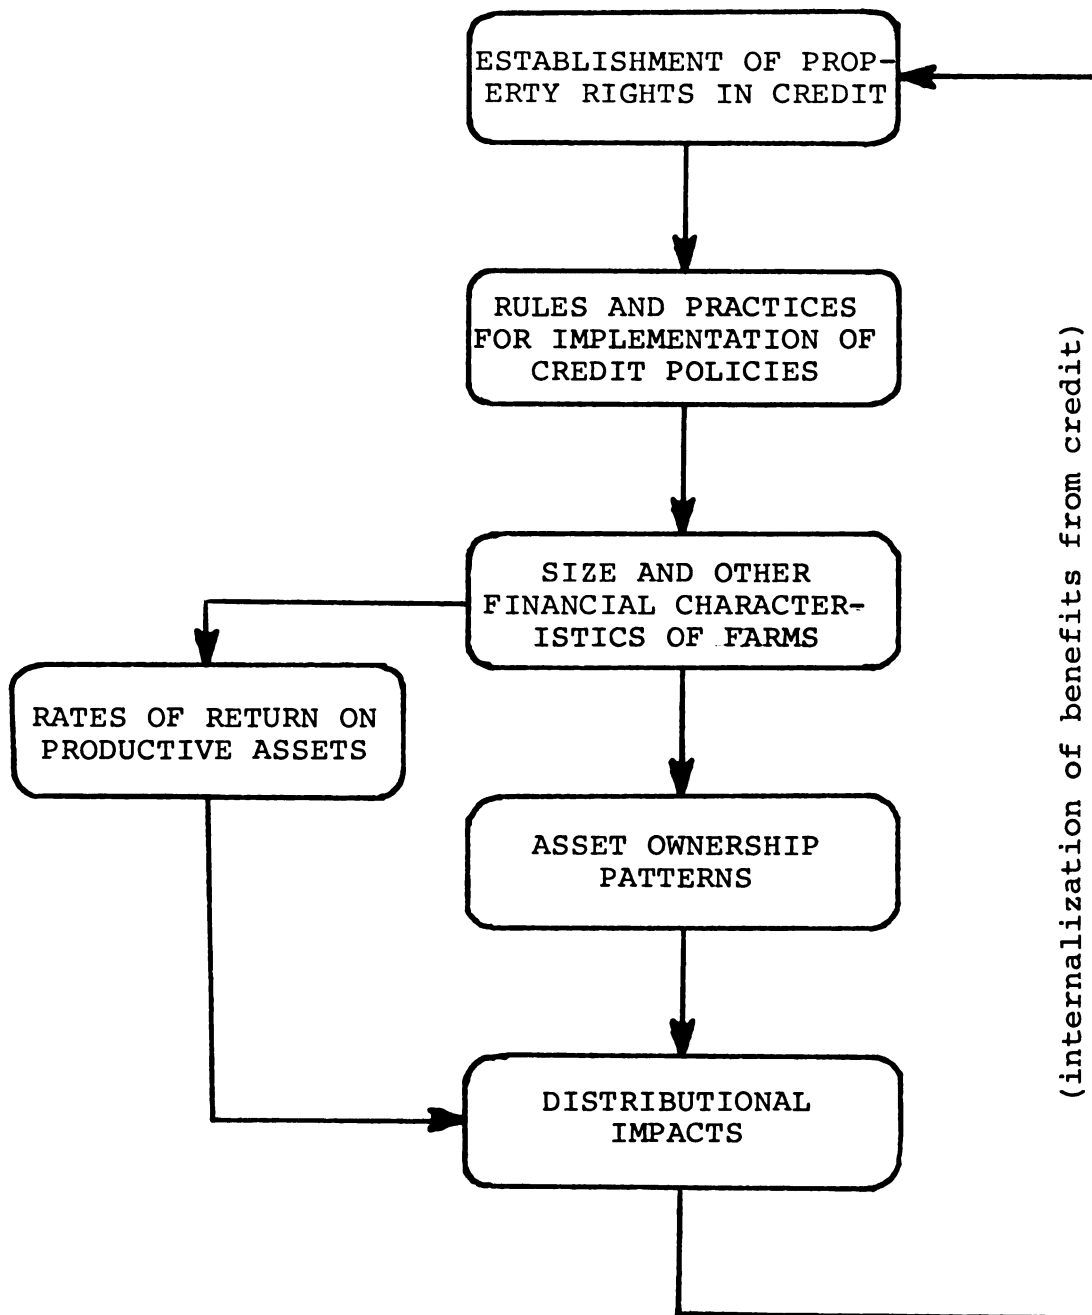 ESTABLISHMENT OF PROP-
ERTY RIGHTS IN CREDIT
RULES AND PRACTICES
FOR IMPLEMENTATION OF
CREDIT POLICIES
SIZE AND OTHER
FINANCIAL CHARACTER-
ISTICS OF FARMS
RATES OF RETURN ON
PRODUCTIVE ASSETS
ASSET OWNERSHIP
PATTERNS
DISTRIBUTIONAL
IMPACTS
(internalization of benefits from credit)